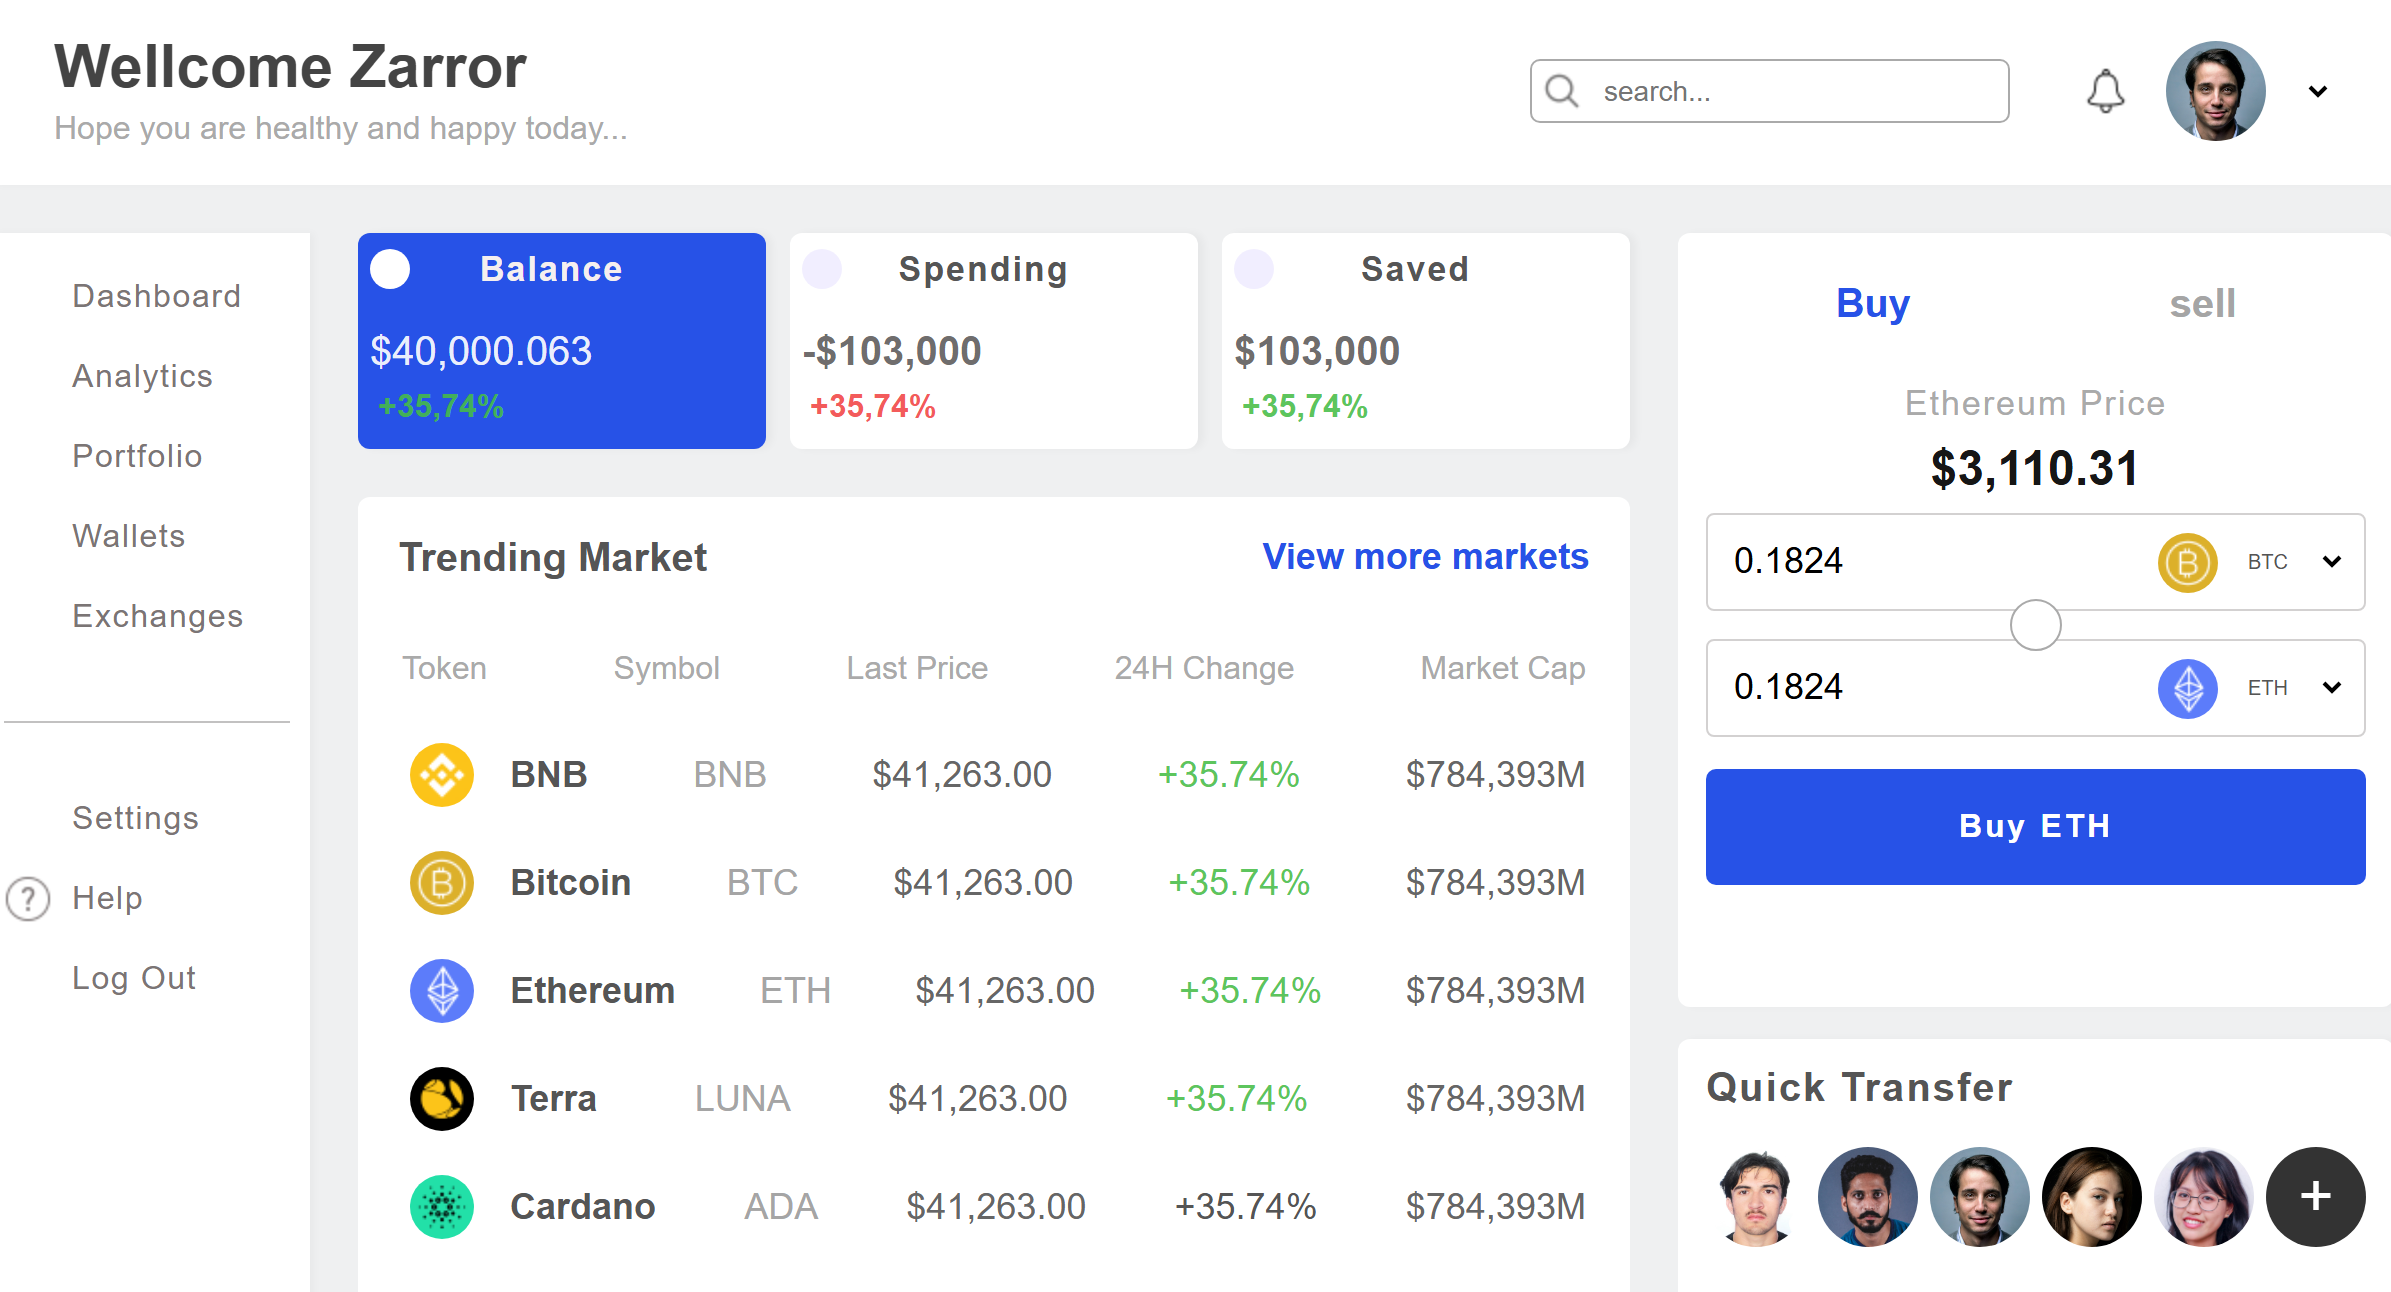 Wellcome Zarror
Hope you are healthy and happy today...
search...
Dashboard
Analytics
Portfolio
Wallets
Exchanges
Settings
? Help
Log Out
Balance
$40,000.063
+35,74%
Spending
-$103,000
+35,74%
Saved
$103,000
+35,74%
Trending Market View more markets
Token Symbol Last Price 24H Change Market Cap
BNB BNB $41,263.00 +35.74% $784,393M
Bitcoin BTC $41,263.00 +35.74% $784,393M
Ethereum ETH $41,263.00 +35.74% $784,393M
Terra LUNA $41,263.00 +35.74% $784,393M
Cardano ADA $41,263.00 +35.74% $784,393M
Buy sell
Ethereum Price
$3,110.31
0.1824 BTC
0.1824 ETH
Buy ETH
Quick Transfer
+